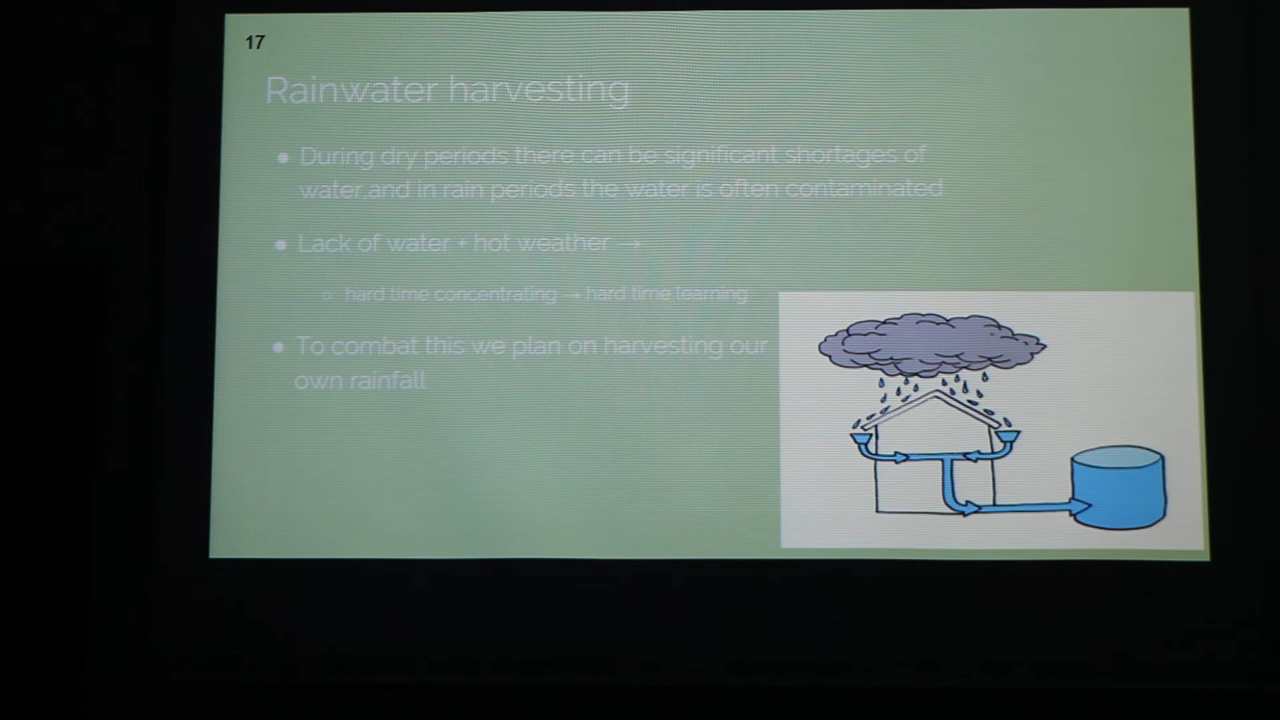 17
Rainwater harvesting
● During dry periods there can be significant shortages of
water,and in rain periods the water is often contaminated
● Lack of water + hot weather →
○ hard time concentrating → hard time learning
● To combat this we plan on harvesting our
own rainfall